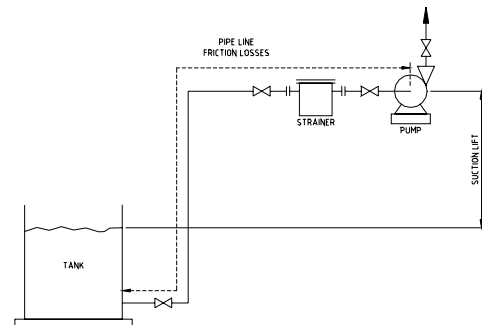 PIPE LINE
FRICTION LOSSES
STRAINER
PUMP
SUCTION LIFT
TANK